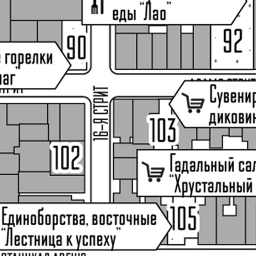 еды "Лао"
90
92
горелки
Сувенир
диковин
16-Я СТРИТ
103
102
Гадальный сал
"Хрустальный
Единоборства, восточные
"Лестница к успеху"
105